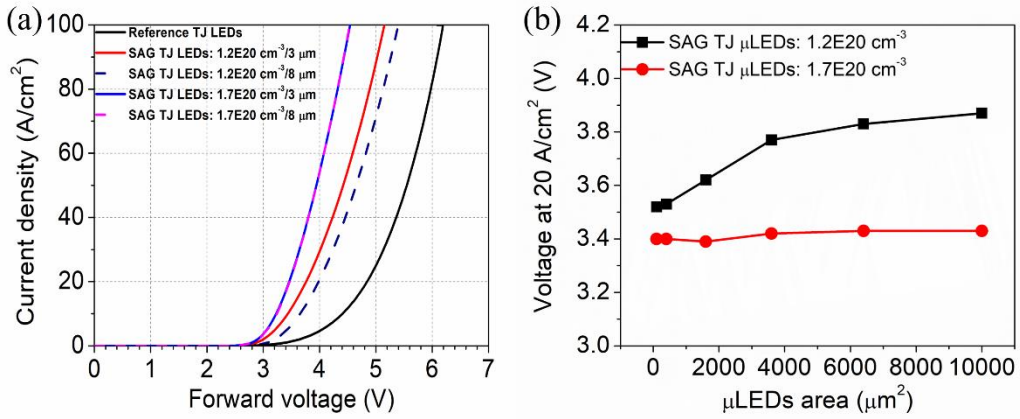 (a)
Reference TJ LEDs
SAG TJ LEDs: 1.2E20 cm⁻³/3 μm
SAG TJ LEDs: 1.2E20 cm⁻³/8 μm
SAG TJ LEDs: 1.7E20 cm⁻³/3 μm
SAG TJ LEDs: 1.7E20 cm⁻³/8 μm
Current density (A/cm²)
100
80
60
40
20
0
0 1 2 3 4 5 6 7
Forward voltage (V)
(b)
SAG TJ μLEDs: 1.2E20 cm⁻³
SAG TJ μLEDs: 1.7E20 cm⁻³
Voltage at 20 A/cm² (V)
4.2
4.0
3.8
3.6
3.4
3.2
3.0
0 2000 4000 6000 8000 10000
μLEDs area (μm²)